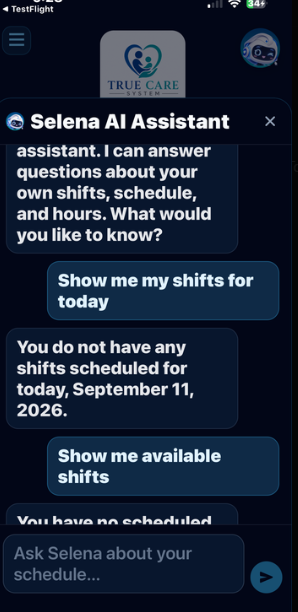 TestFlight
34
TRUE CARE
SYSTEM
Selena AI Assistant
assistant. I can answer
questions about your
own shifts, schedule,
and hours. What would
you like to know?
Show me my shifts for
today
You do not have any
shifts scheduled for
today, September 11,
2026.
Show me available
shifts
You have no scheduled
Ask Selena about your
schedule...